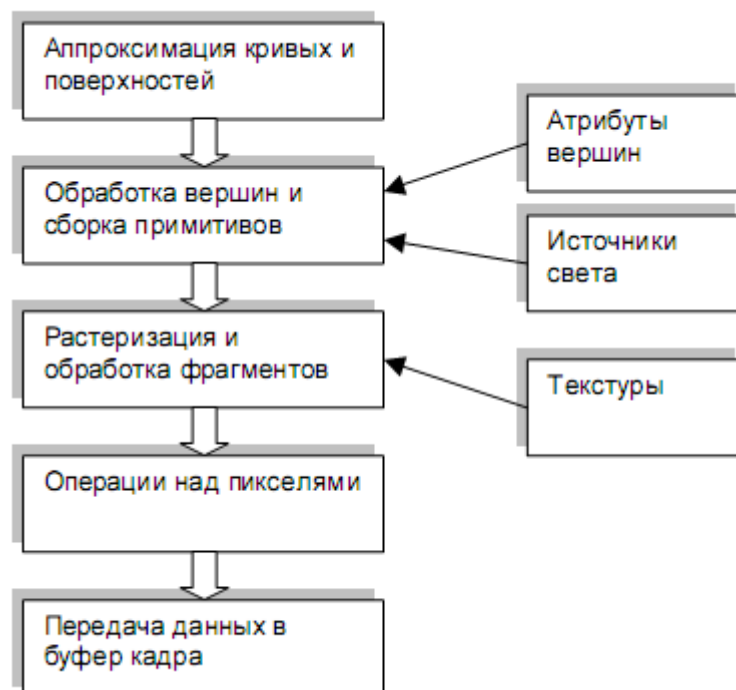 Аппроксимация кривых и
поверхностей
Атрибуты
вершин
Обработка вершин и
сборка примитивов
Источники
света
Растеризация и
обработка фрагментов
Текстуры
Операции над пикселями
Передача данных в
буфер кадра